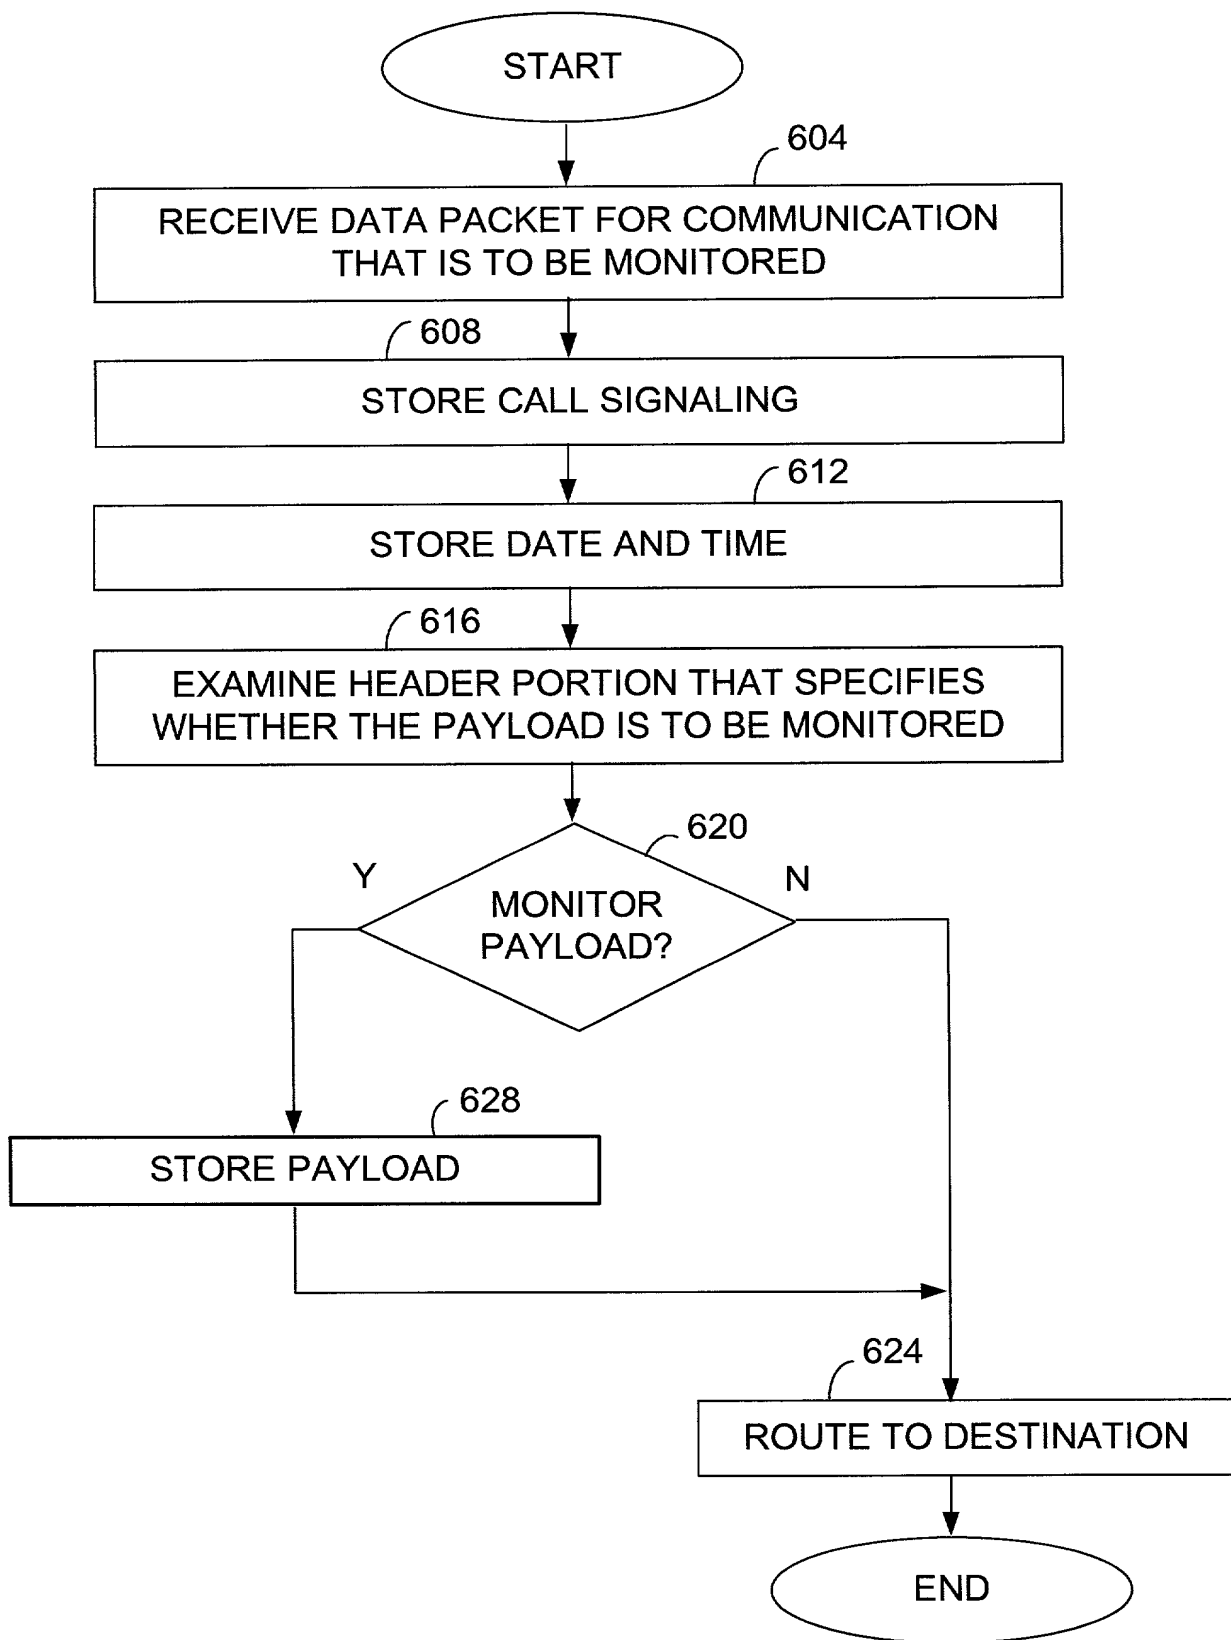 START
604
RECEIVE DATA PACKET FOR COMMUNICATION
THAT IS TO BE MONITORED
608
STORE CALL SIGNALING
612
STORE DATE AND TIME
616
EXAMINE HEADER PORTION THAT SPECIFIES
WHETHER THE PAYLOAD IS TO BE MONITORED
620
Y
N
MONITOR
PAYLOAD?
628
STORE PAYLOAD
624
ROUTE TO DESTINATION
END